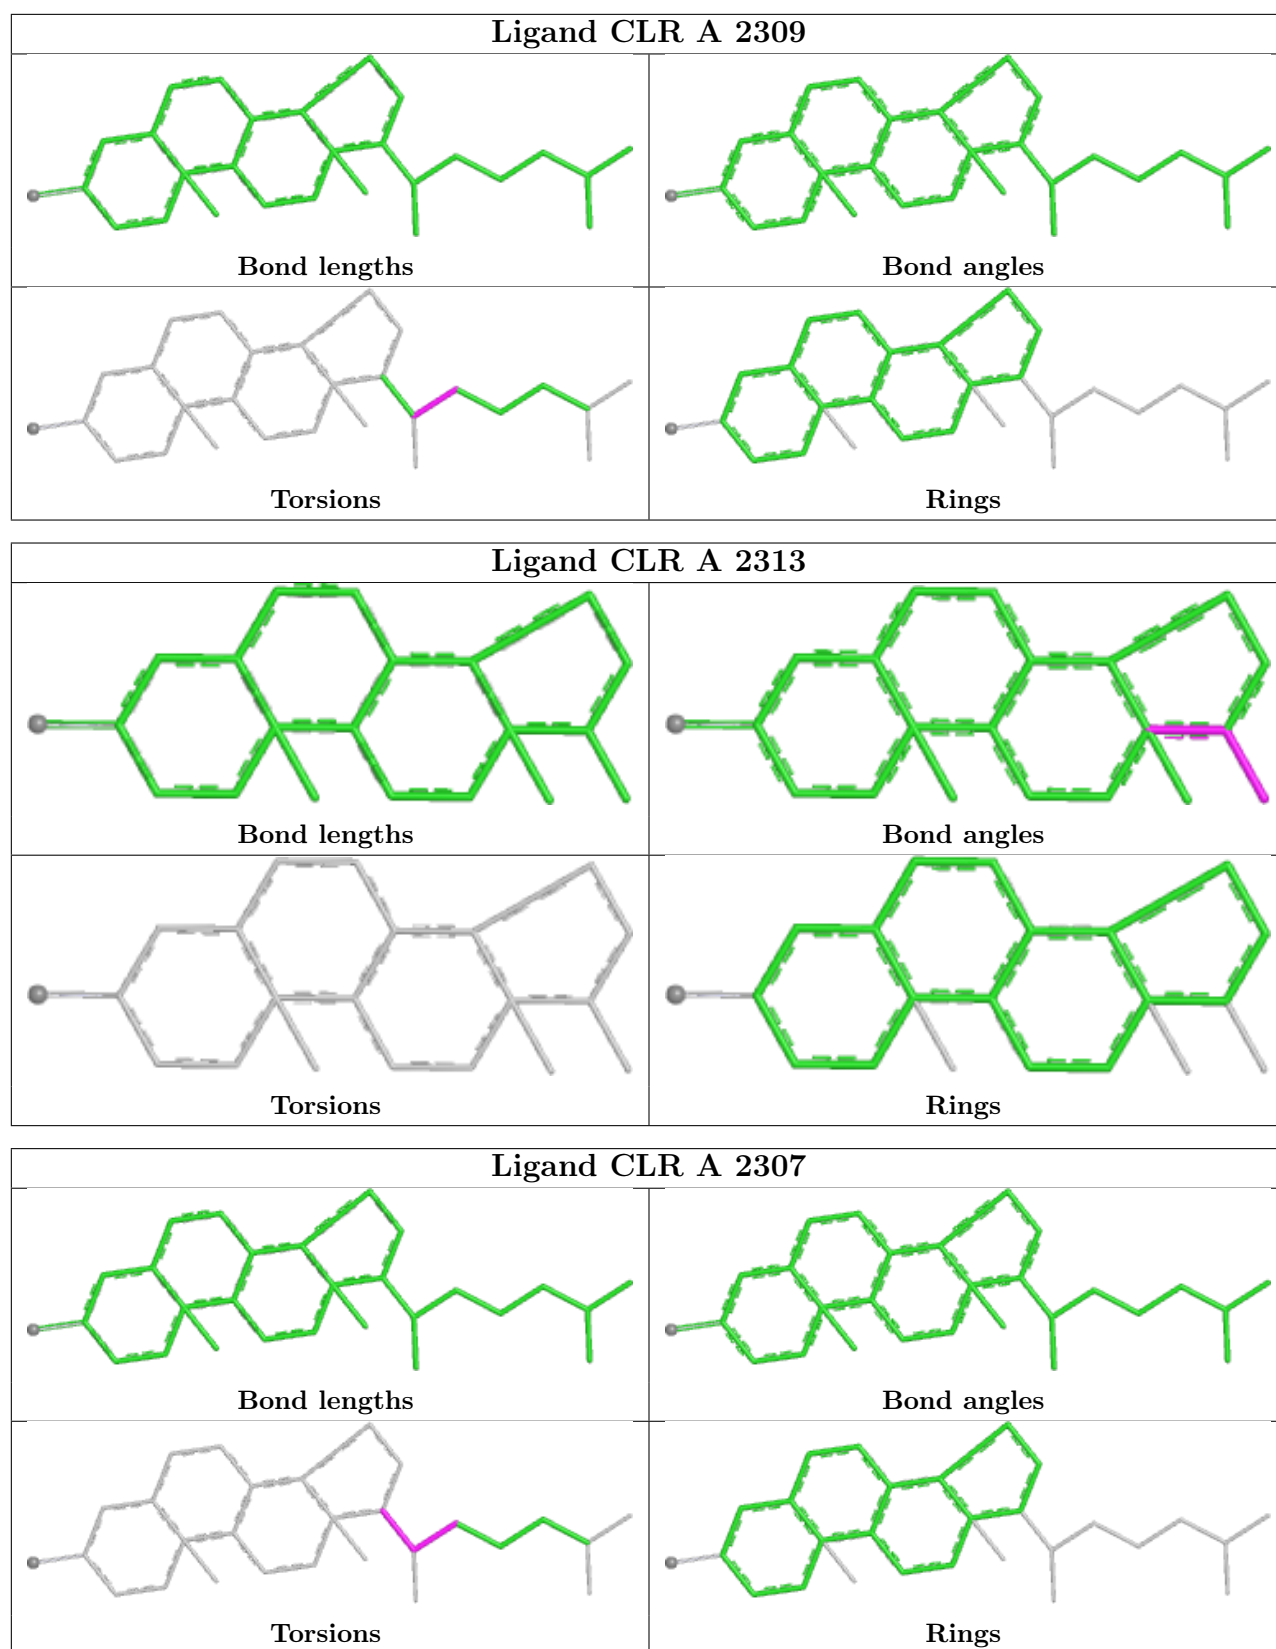 Ligand CLR A 2309
Bond lengths
Bond angles
Torsions
Rings
Ligand CLR A 2313
Bond lengths
Bond angles
Torsions
Rings
Ligand CLR A 2307
Bond lengths
Bond angles
Torsions
Rings